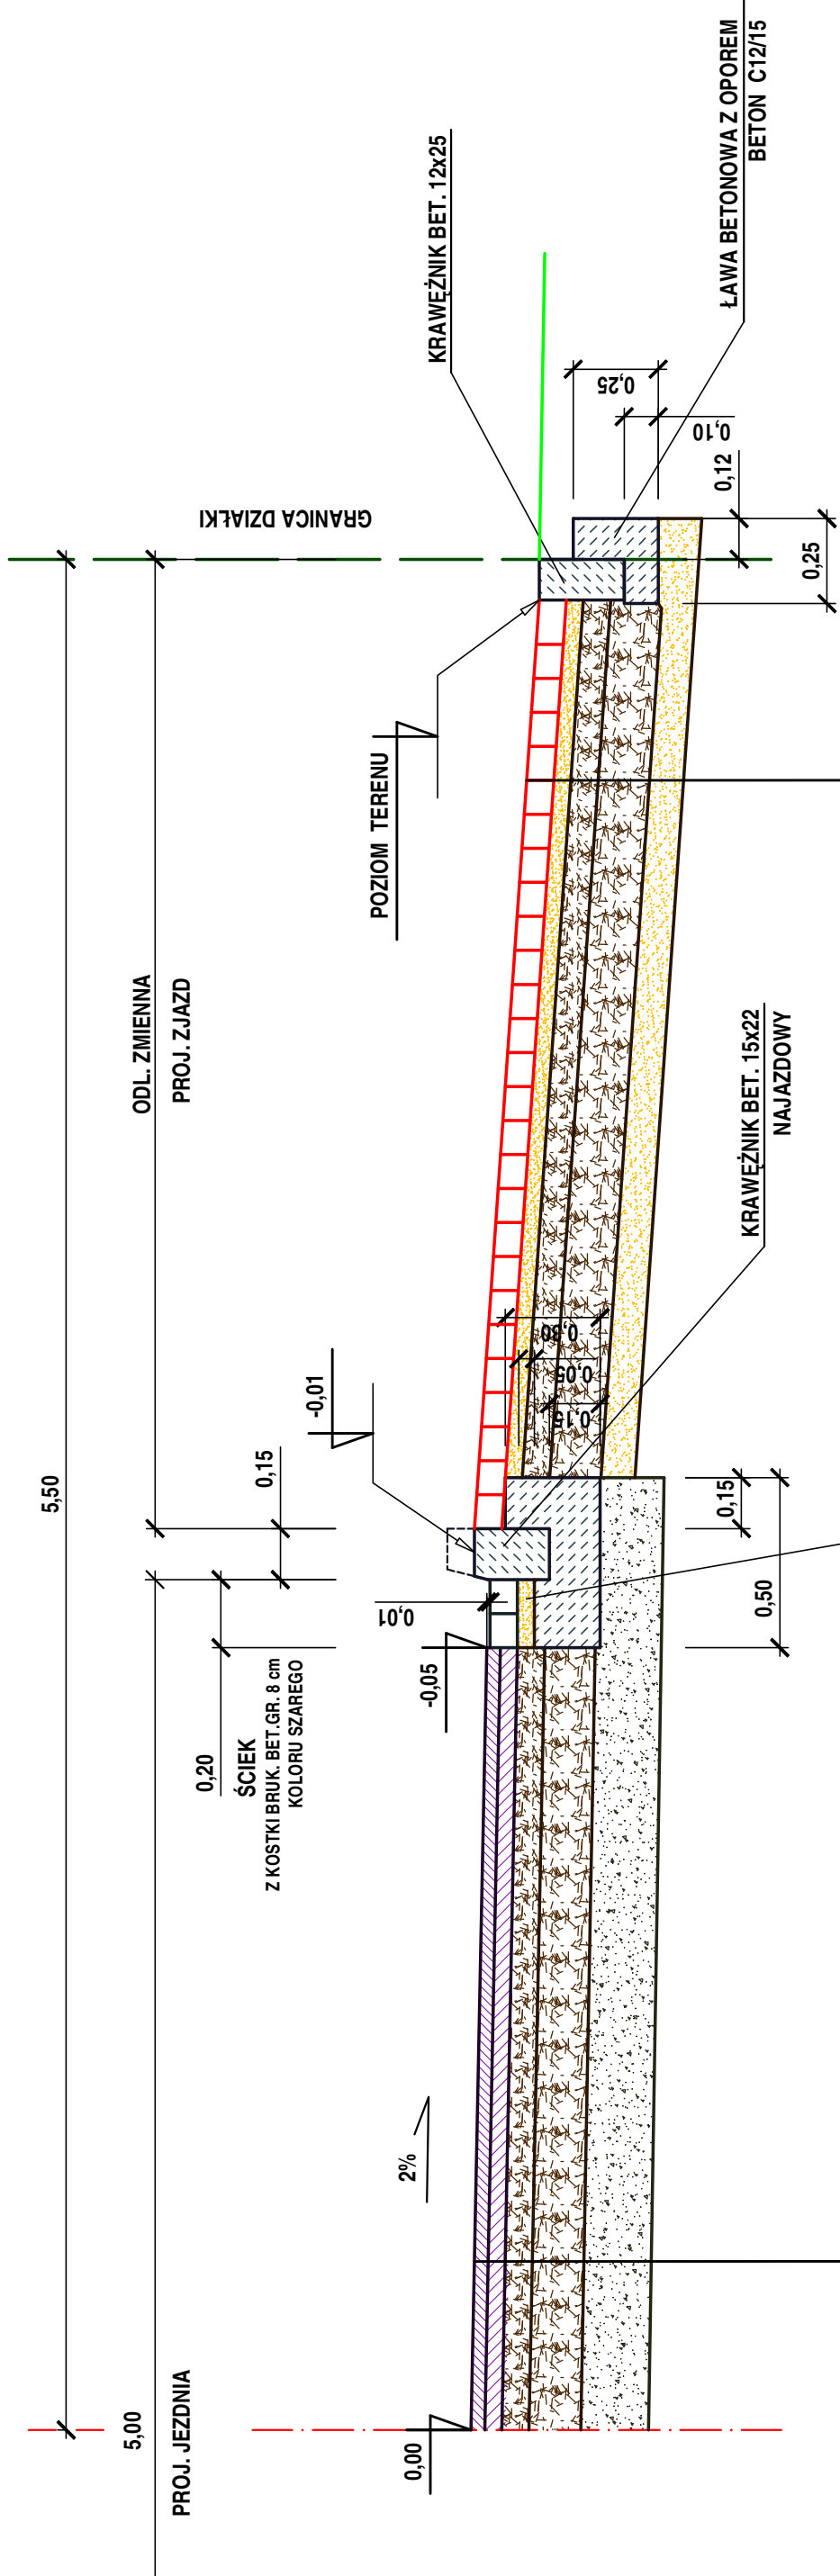 5,50
ODL. ZMIENNA
5,00
PROJ. JEZDNIA
PROJ. ZJAZD
GRANICA DZIAŁKI
0,20
0,15
ŚCIEK
Z KOSTKI BRUK. BET.GR. 8 cm
KOLORU SZAREGO
-0,01
POZIOM TERENU
KRAWĘŻNIK BET. 12x25
2%
0,00
-0,05
0,01
0,30
0,05
0,15
0,25
0,10
0,12
0,25
ŁAWA BETONOWA Z OPOREM
BETON C12/15
KRAWĘŻNIK BET. 15x22
NAJAZDOWY
0,15
0,50